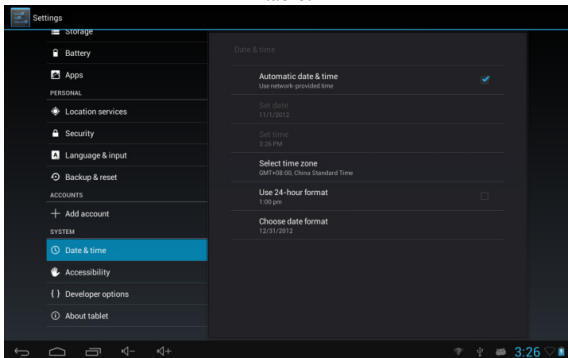 Settings
Storage
Battery
Apps
PERSONAL
Location services
Security
Language & input
Backup & reset
ACCOUNTS
Add account
SYSTEM
Date & time
Accessibility
Developer options
About tablet
Date & time
Automatic date & time
Use network-provided time
Set date
11/1/2012
Set time
3:26 PM
Select time zone
GMT+08:00, China Standard Time
Use 24-hour format
1:00 pm
Choose date format
12/31/2012
3:26